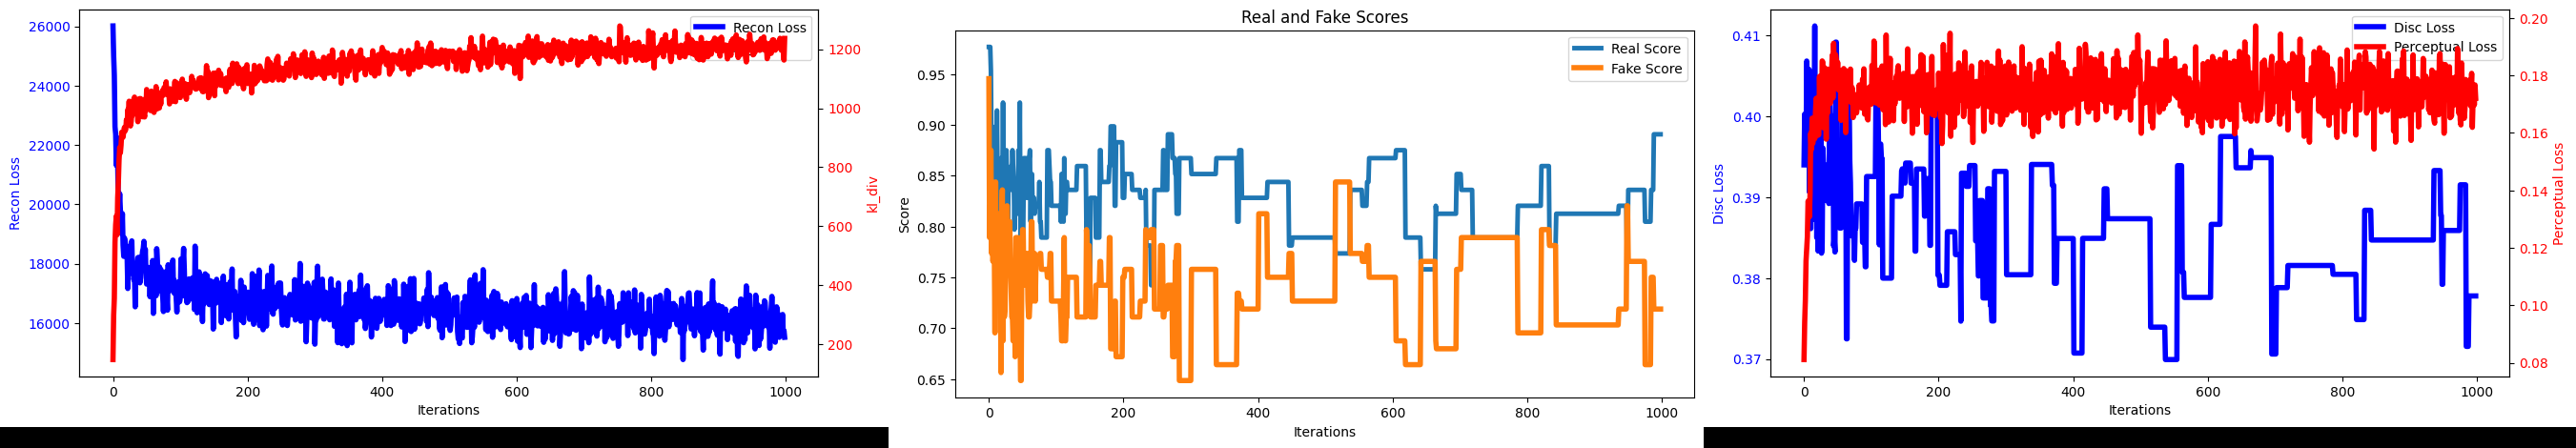 Recon Loss
26000
24000
22000
20000
18000
16000
Recon Loss
1200
1000
800
600
400
200
kl_div
0 200 400 600 800 1000
Iterations
Real and Fake Scores
Real Score
Fake Score
0.95
0.90
0.85
0.80
0.75
0.70
0.65
Score
0 200 400 600 800 1000
Iterations
Disc Loss
Perceptual Loss
0.41
0.40
0.39
0.38
0.37
Disc Loss
0.20
0.18
0.16
0.14
0.12
0.10
0.08
Perceptual Loss
0 200 400 600 800 1000
Iterations